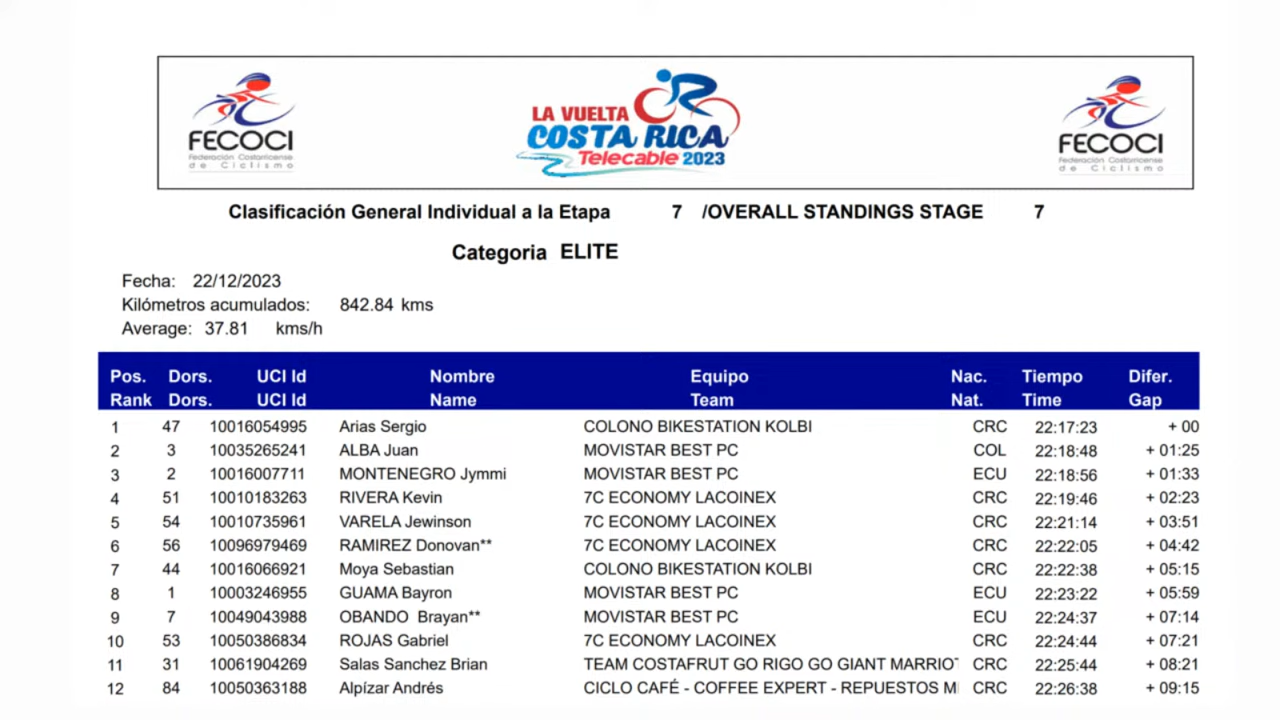 FECOCI
Federación Costarricense
de Ciclismo
LA VUELTA
COSTA RICA
Telecable 2023
FECOCI
Federación Costarricense
de Ciclismo
Clasificación General Individual a la Etapa 7 /OVERALL STANDINGS STAGE 7
Categoria ELITE
Fecha: 22/12/2023
Kilómetros acumulados: 842.84 kms
Average: 37.81 kms/h
Pos. Dors. UCI Id Nombre Equipo Nac. Tiempo Difer.
Rank Dors. UCI Id Name Team Nat. Time Gap
1 47 10016054995 Arias Sergio COLONO BIKESTATION KOLBI CRC 22:17:23 + 00
2 3 10035265241 ALBA Juan MOVISTAR BEST PC COL 22:18:48 + 01:25
3 2 10016007711 MONTENEGRO Jymmi MOVISTAR BEST PC ECU 22:18:56 + 01:33
4 51 10010183263 RIVERA Kevin 7C ECONOMY LACOINEX CRC 22:19:46 + 02:23
5 54 10010735961 VARELA Jewinson 7C ECONOMY LACOINEX CRC 22:21:14 + 03:51
6 56 10096979469 RAMIREZ Donovan** 7C ECONOMY LACOINEX CRC 22:22:05 + 04:42
7 44 10016066921 Moya Sebastian COLONO BIKESTATION KOLBI CRC 22:22:38 + 05:15
8 1 10003246955 GUAMA Bayron MOVISTAR BEST PC ECU 22:23:22 + 05:59
9 7 10049043988 OBANDO Brayan** MOVISTAR BEST PC ECU 22:24:37 + 07:14
10 53 10050386834 ROJAS Gabriel 7C ECONOMY LACOINEX CRC 22:24:44 + 07:21
11 31 10061904269 Salas Sanchez Brian TEAM COSTAFRUT GO RIGO GO GIANT MARRIOT CRC 22:25:44 + 08:21
12 84 10050363188 Alpízar Andrés CICLO CAFÉ - COFFEE EXPERT - REPUESTOS M CRC 22:26:38 + 09:15